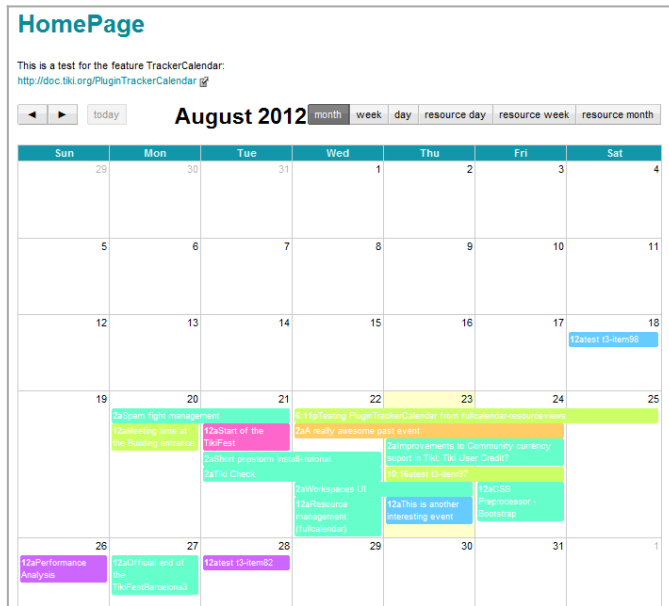 HomePage
This is a test for the feature TrackerCalendar:
http://doc.tiki.org/PluginTrackerCalendar
today August 2012 month week day resource day resource week resource month
Sun Mon Tue Wed Thu Fri Sat
29 30 31 1 2 3 4
5 6 7 8 9 10 11
12 13 14 15 16 17 18
12atest t3-item98
19 20 21 22 23 24 25
2aSpam fight management
6:11pTesting PluginTrackerCalendar from fullcalendar-resourceviews
12aMeeting time at
the Building entrance
12aStart of the
TikiFest
2aA really awesome past event
2aImprovements to Community currency
suport in Tiki: Tiki User Credit?
2aShort phpstorm install+tutorial.
2aTiki Check
10:16atest t3-item97
2aWorkspaces UI
12aResource
management
(fullcalendar)
12aThis is another
interesting event
12aCSS
Preprocessor -
Bootstrap
26 27 28 29 30 31 1
12aPerformance
Analysis
12aOfficial end of
the
TikiFestBarcelona3
12atest t3-item82